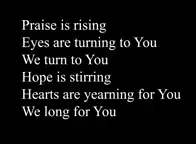 Praise is rising
Eyes are turning to You
We turn to You
Hope is stirring
Hearts are yearning for You
We long for You